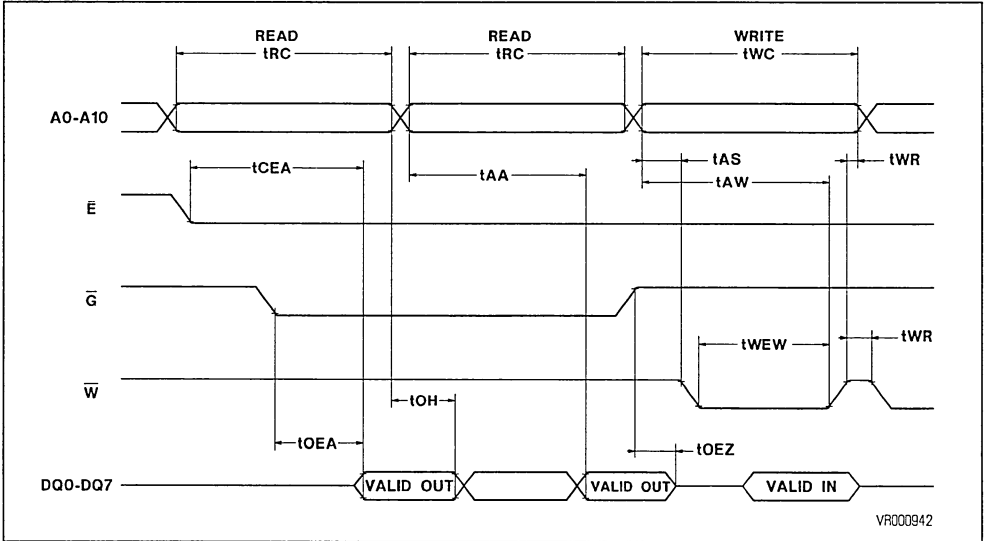 READ READ WRITE
tRC tRC tWC
A0-A10
tCEA tAA tAS tWR
tAW
E̅
G̅
tWEW tWR
W̅
tOH
tOEA tOEZ
DQ0-DQ7 VALID OUT VALID OUT VALID IN
VR000942